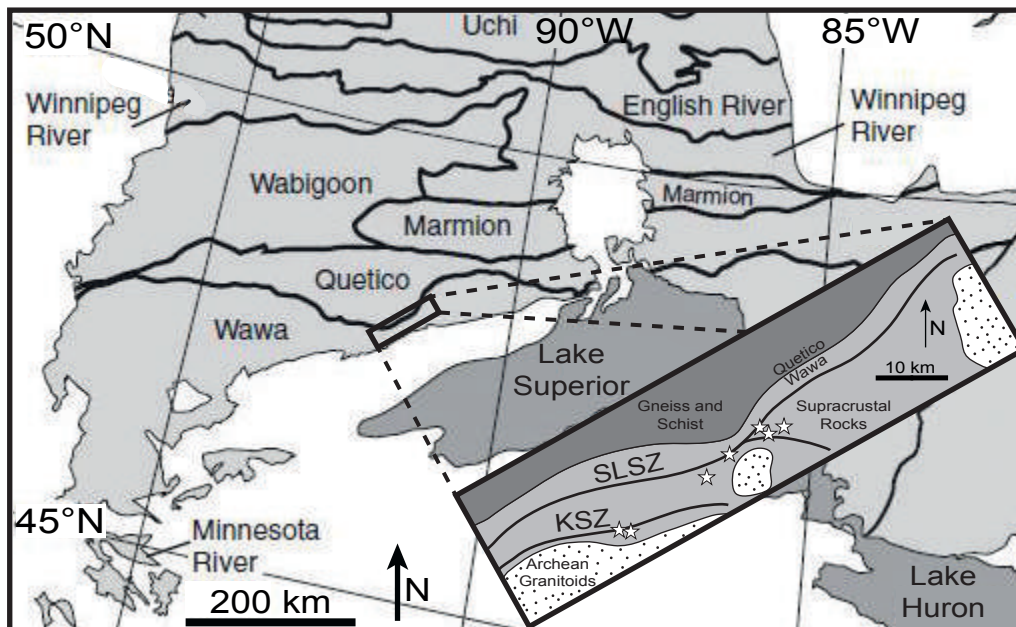 50°N
Uchi
90°W
85°W
Winnipeg
River
English River
Winnipeg
River
Wabigoon
Marmion
Marmion
Quetico
Wawa
Lake
Superior
Quetico
Wawa
N
10 km
Gneiss and
Schist
Supracrustal
Rocks
SLSZ
KSZ
Archean
Granitoids
45°N
Minnesota
River
N
200 km
Lake
Huron